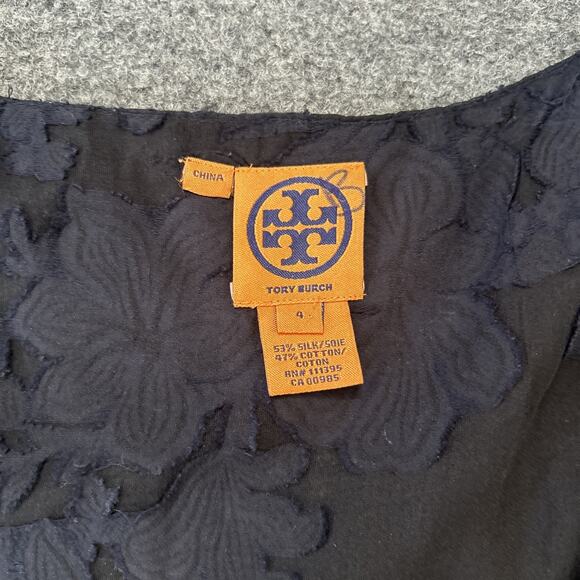 CHINA
TORY BURCH
4
53% SILK/SOIE
47% COTTON/
COTON
RN# 111395
CA 00985